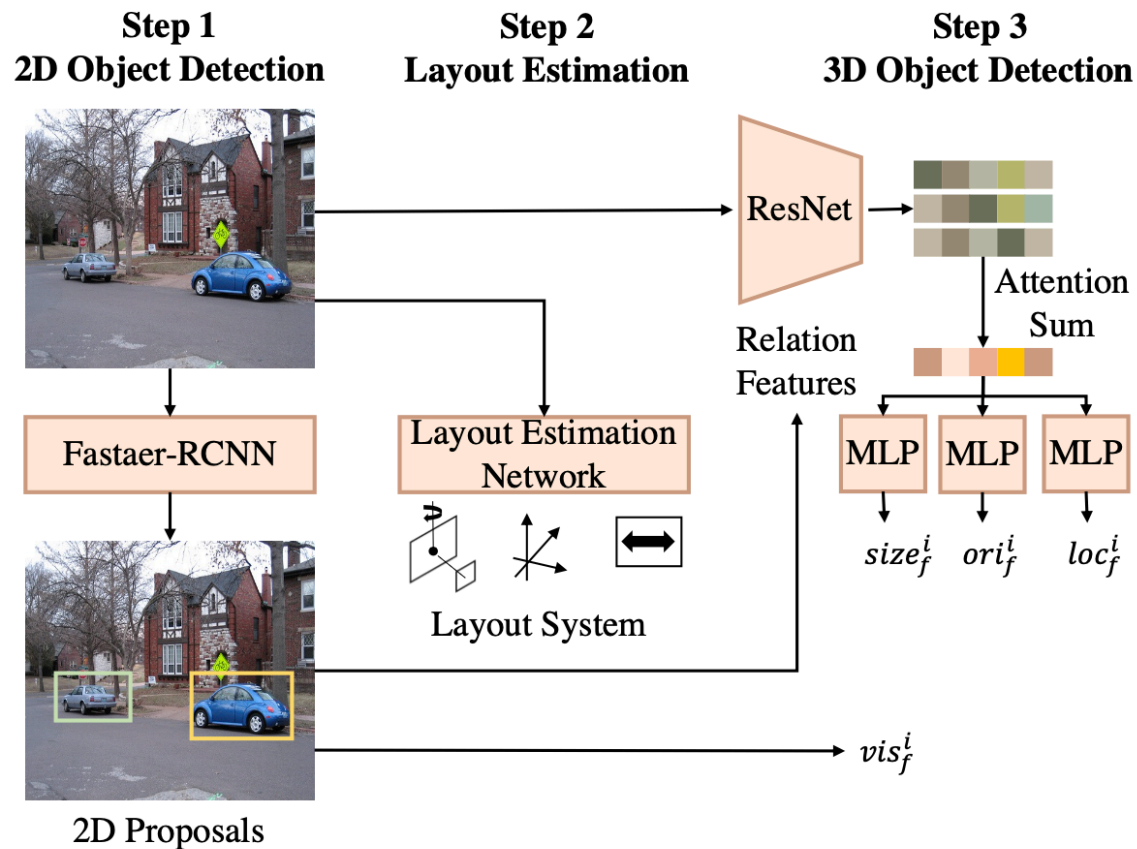 Step 1
2D Object Detection
Step 2
Layout Estimation
Step 3
3D Object Detection
ResNet
Attention
Sum
Relation
Features
Fastaer-RCNN
Layout Estimation
Network
MLP
MLP
MLP
size_f^i
ori_f^i
loc_f^i
Layout System
vis_f^i
2D Proposals